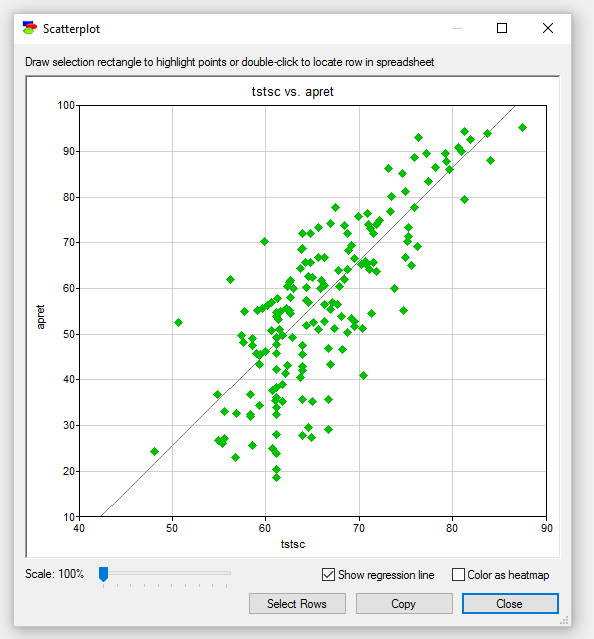 Scatterplot
Draw selection rectangle to highlight points or double-click to locate row in spreadsheet
tstsc vs. apret
100
90
80
70
60
50
40
30
20
10
apret
40 50 60 70 80 90
tstsc
Scale: 100%
Show regression line
Color as heatmap
Select Rows
Copy
Close